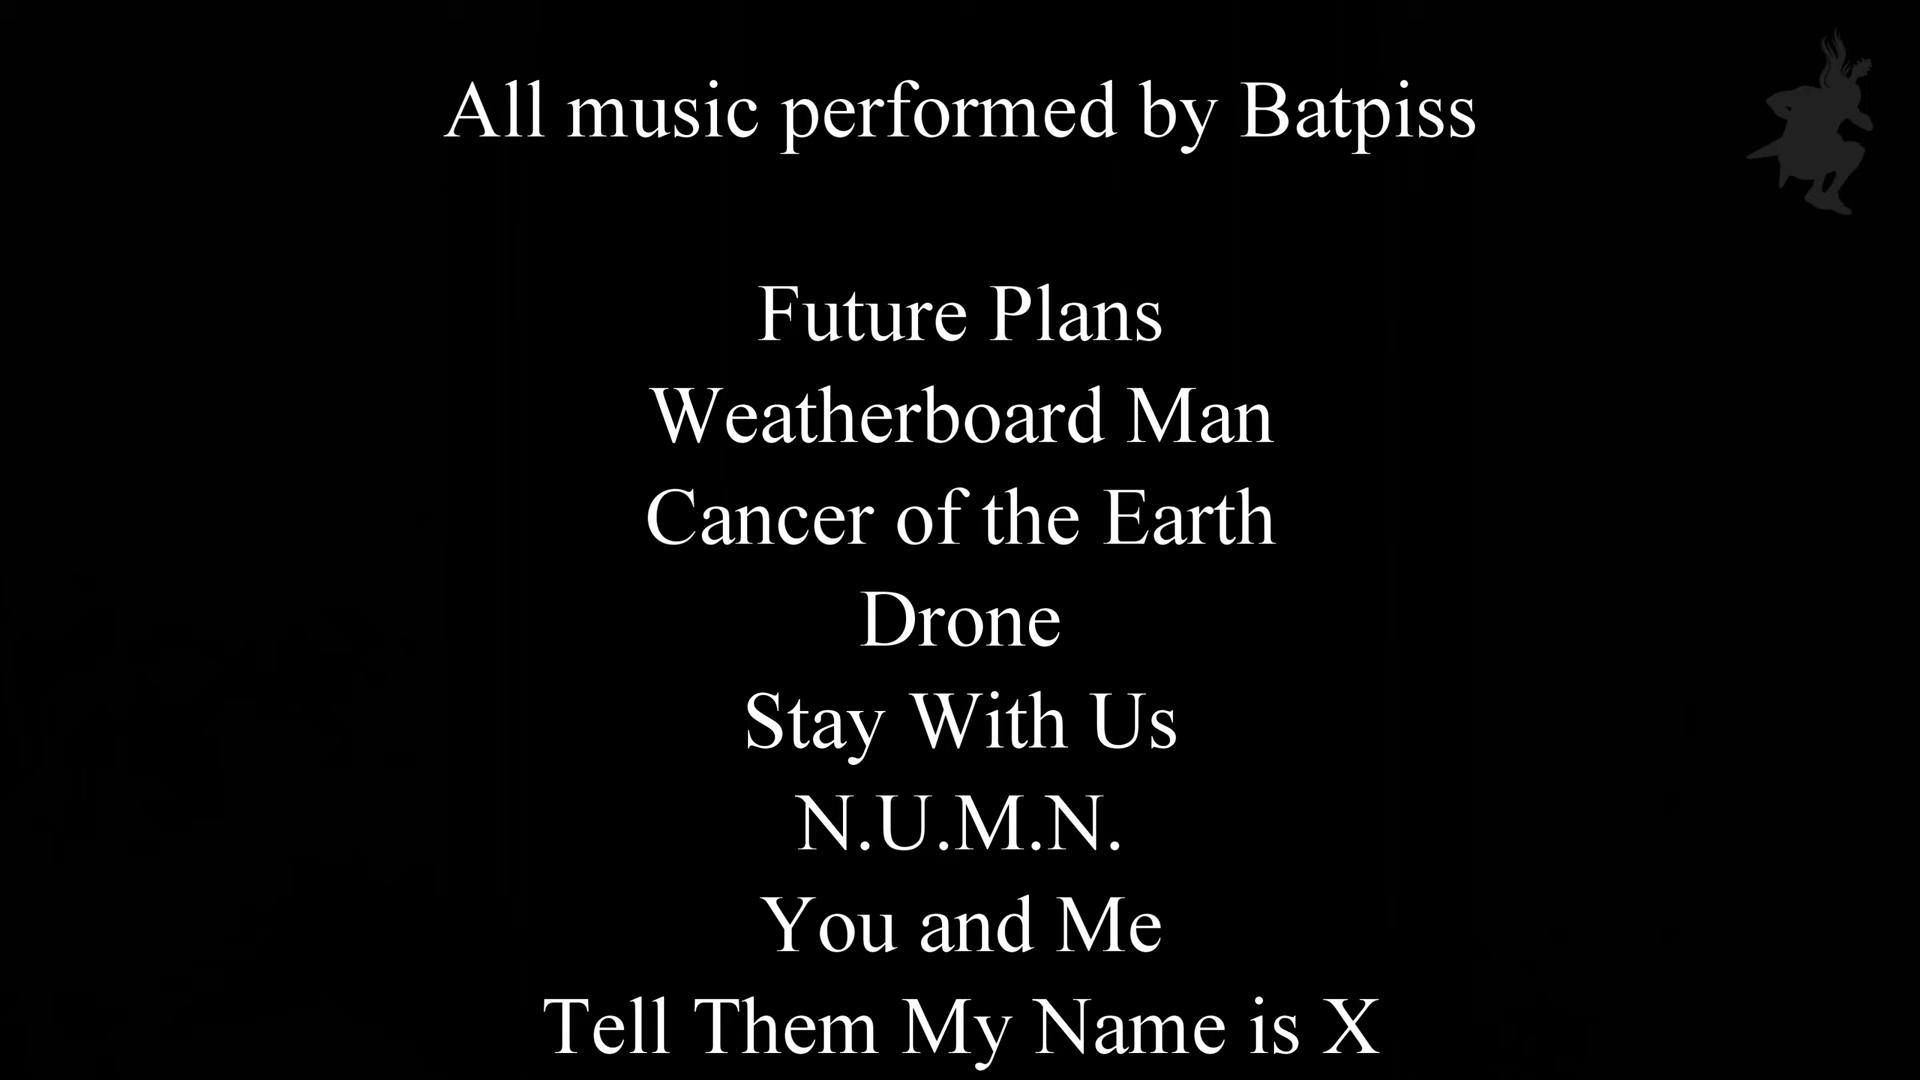 All music performed by Batpiss
Future Plans
Weatherboard Man
Cancer of the Earth
Drone
Stay With Us
N.U.M.N.
You and Me
Tell Them My Name is X